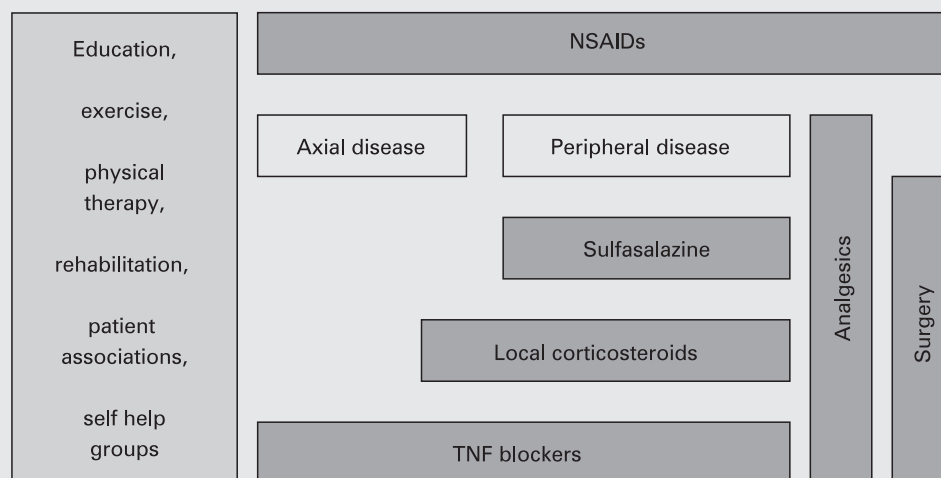 Education,
exercise,
physical
therapy,
rehabilitation,
patient
associations,
self help
groups
NSAIDs
Axial disease
Peripheral disease
Sulfasalazine
Local corticosteroids
TNF blockers
Analgesics
Surgery